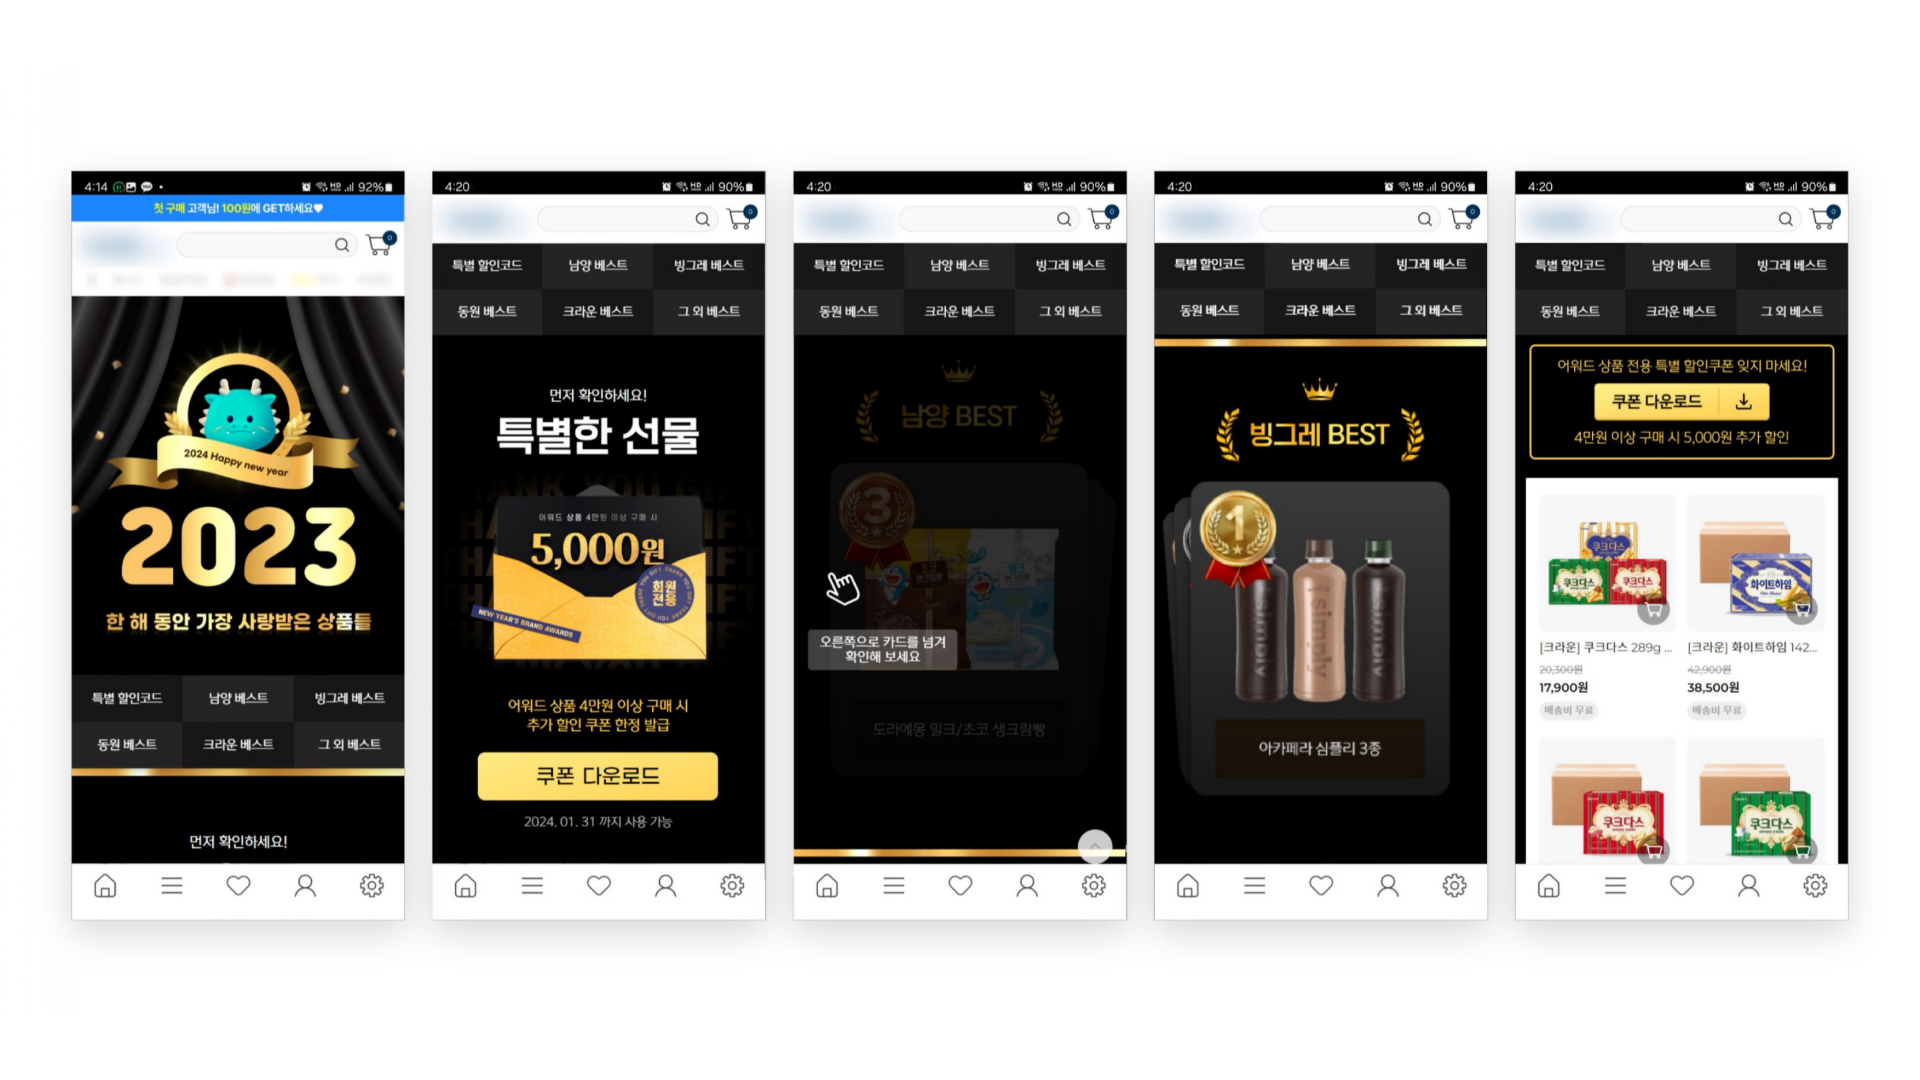 4:14
92%
첫 구매 고객님! 100원에 GET하세요♥
0
2024 Happy new year
2023
한 해 동안 가장 사랑받은 상품들
특별 할인코드
남양 베스트
빙그레 베스트
동원 베스트
크라운 베스트
그 외 베스트
먼저 확인하세요!
4:20
90%
0
특별 할인코드
남양 베스트
빙그레 베스트
동원 베스트
크라운 베스트
그 외 베스트
먼저 확인하세요!
특별한 선물
어워드 상품 4만원 이상 구매 시
5,000원
회원
전용
NEW YEAR'S BRAND AWARDS
어워드 상품 4만원 이상 구매 시
추가 할인 쿠폰 한정 발급
쿠폰 다운로드
2024. 01. 31 까지 사용 가능
4:20
90%
0
특별 할인코드
남양 베스트
빙그레 베스트
동원 베스트
크라운 베스트
그 외 베스트
남양 BEST
3
오른쪽으로 카드를 넘겨
확인해 보세요
도라에몽 밀크/초코 생크림빵
4:20
90%
0
특별 할인코드
남양 베스트
빙그레 베스트
동원 베스트
크라운 베스트
그 외 베스트
빙그레 BEST
1
simply
simply
simply
아카페라 심플리 3종
4:20
90%
0
특별 할인코드
남양 베스트
빙그레 베스트
동원 베스트
크라운 베스트
그 외 베스트
어워드 상품 전용 특별 할인쿠폰 잊지 마세요!
쿠폰 다운로드
4만원 이상 구매 시 5,000원 추가 할인
쿠크다스
쿠크다스
쿠크다스
화이트하임
[크라운] 쿠크다스 289g ...
20,300원
17,900원
배송비 무료
[크라운] 화이트하임 142...
42,900원
38,500원
배송비 무료
쿠크다스
쿠크다스